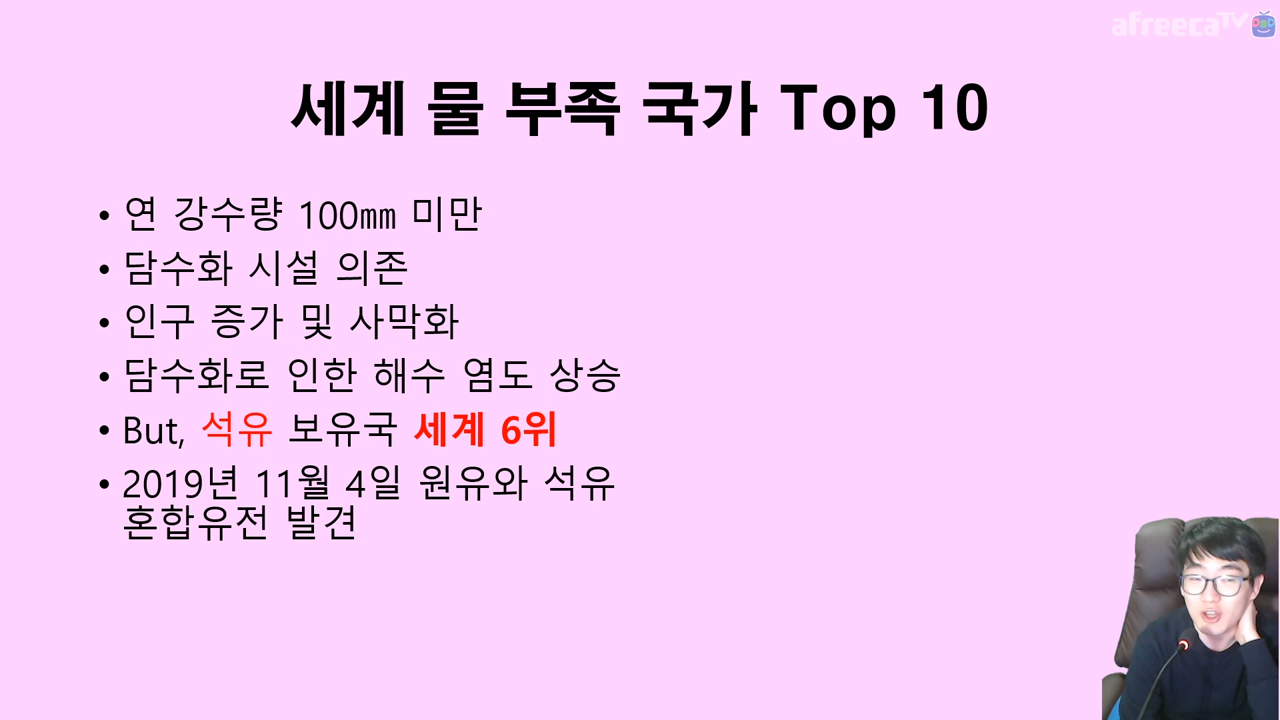 afreecaTV
세계 물 부족 국가 Top 10
• 연 강수량 100㎜ 미만
• 담수화 시설 의존
• 인구 증가 및 사막화
• 담수화로 인한 해수 염도 상승
• But, 석유 보유국 세계 6위
• 2019년 11월 4일 원유와 석유
혼합유전 발견